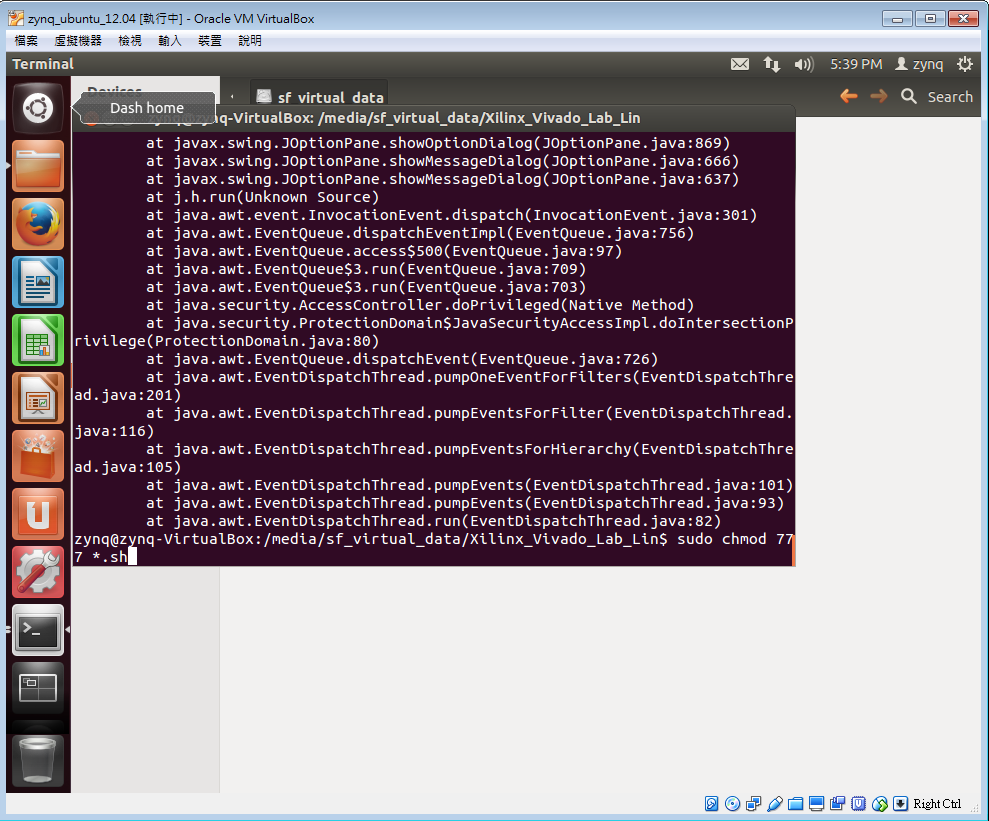 zynq_ubuntu_12.04 [執行中] - Oracle VM VirtualBox
檔案 虛擬機器 檢視 輸入 裝置 說明
Terminal 5:39 PM zynq
Devices sf_virtual_data Search
Dash home
zynq@zynq-VirtualBox: /media/sf_virtual_data/Xilinx_Vivado_Lab_Lin
at javax.swing.JOptionPane.showOptionDialog(JOptionPane.java:869)
at javax.swing.JOptionPane.showMessageDialog(JOptionPane.java:666)
at javax.swing.JOptionPane.showMessageDialog(JOptionPane.java:637)
at j.h.run(Unknown Source)
at java.awt.event.InvocationEvent.dispatch(InvocationEvent.java:301)
at java.awt.EventQueue.dispatchEventImpl(EventQueue.java:756)
at java.awt.EventQueue.access$500(EventQueue.java:97)
at java.awt.EventQueue$3.run(EventQueue.java:709)
at java.awt.EventQueue$3.run(EventQueue.java:703)
at java.security.AccessController.doPrivileged(Native Method)
at java.security.ProtectionDomain$JavaSecurityAccessImpl.doIntersectionP
rivilege(ProtectionDomain.java:80)
at java.awt.EventQueue.dispatchEvent(EventQueue.java:726)
at java.awt.EventDispatchThread.pumpOneEventForFilters(EventDispatchThre
ad.java:201)
at java.awt.EventDispatchThread.pumpEventsForFilter(EventDispatchThread.
java:116)
at java.awt.EventDispatchThread.pumpEventsForHierarchy(EventDispatchThre
ad.java:105)
at java.awt.EventDispatchThread.pumpEvents(EventDispatchThread.java:101)
at java.awt.EventDispatchThread.pumpEvents(EventDispatchThread.java:93)
at java.awt.EventDispatchThread.run(EventDispatchThread.java:82)
zynq@zynq-VirtualBox:/media/sf_virtual_data/Xilinx_Vivado_Lab_Lin$ sudo chmod 77
7 *.sh
Right Ctrl